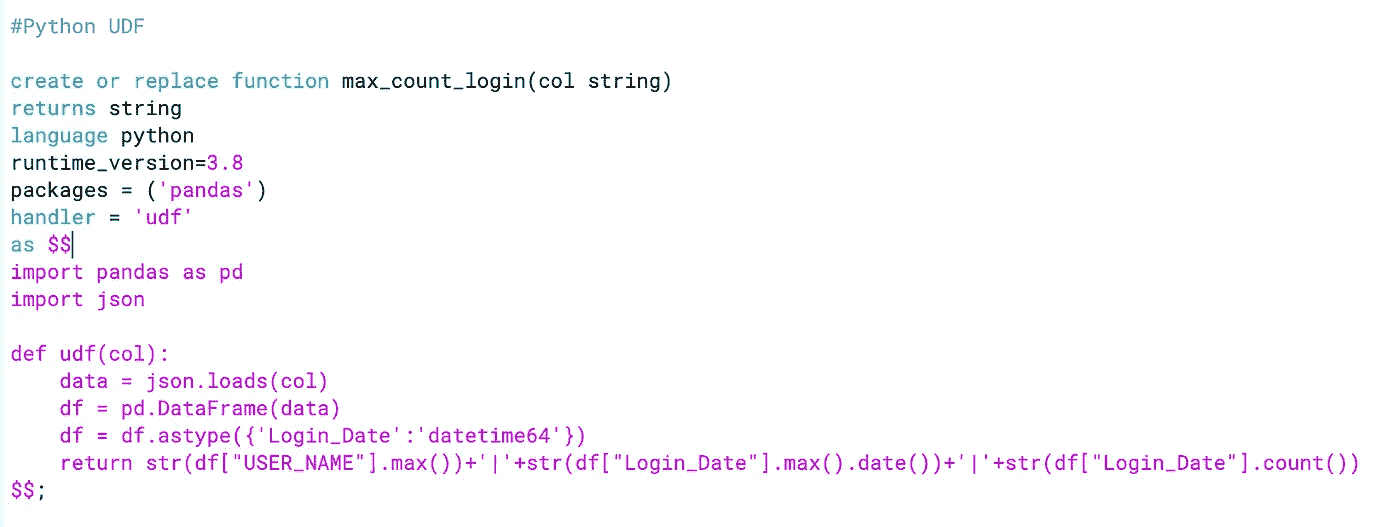 #Python UDF
create or replace function max_count_login(col string)
returns string
language python
runtime_version=3.8
packages = ('pandas')
handler = 'udf'
as $$
import pandas as pd
import json
def udf(col):
    data = json.loads(col)
    df = pd.DataFrame(data)
    df = df.astype({'Login_Date':'datetime64'})
    return str(df["USER_NAME"].max())+'|'+str(df["Login_Date"].max().date())+'|'+str(df["Login_Date"].count())
$$;